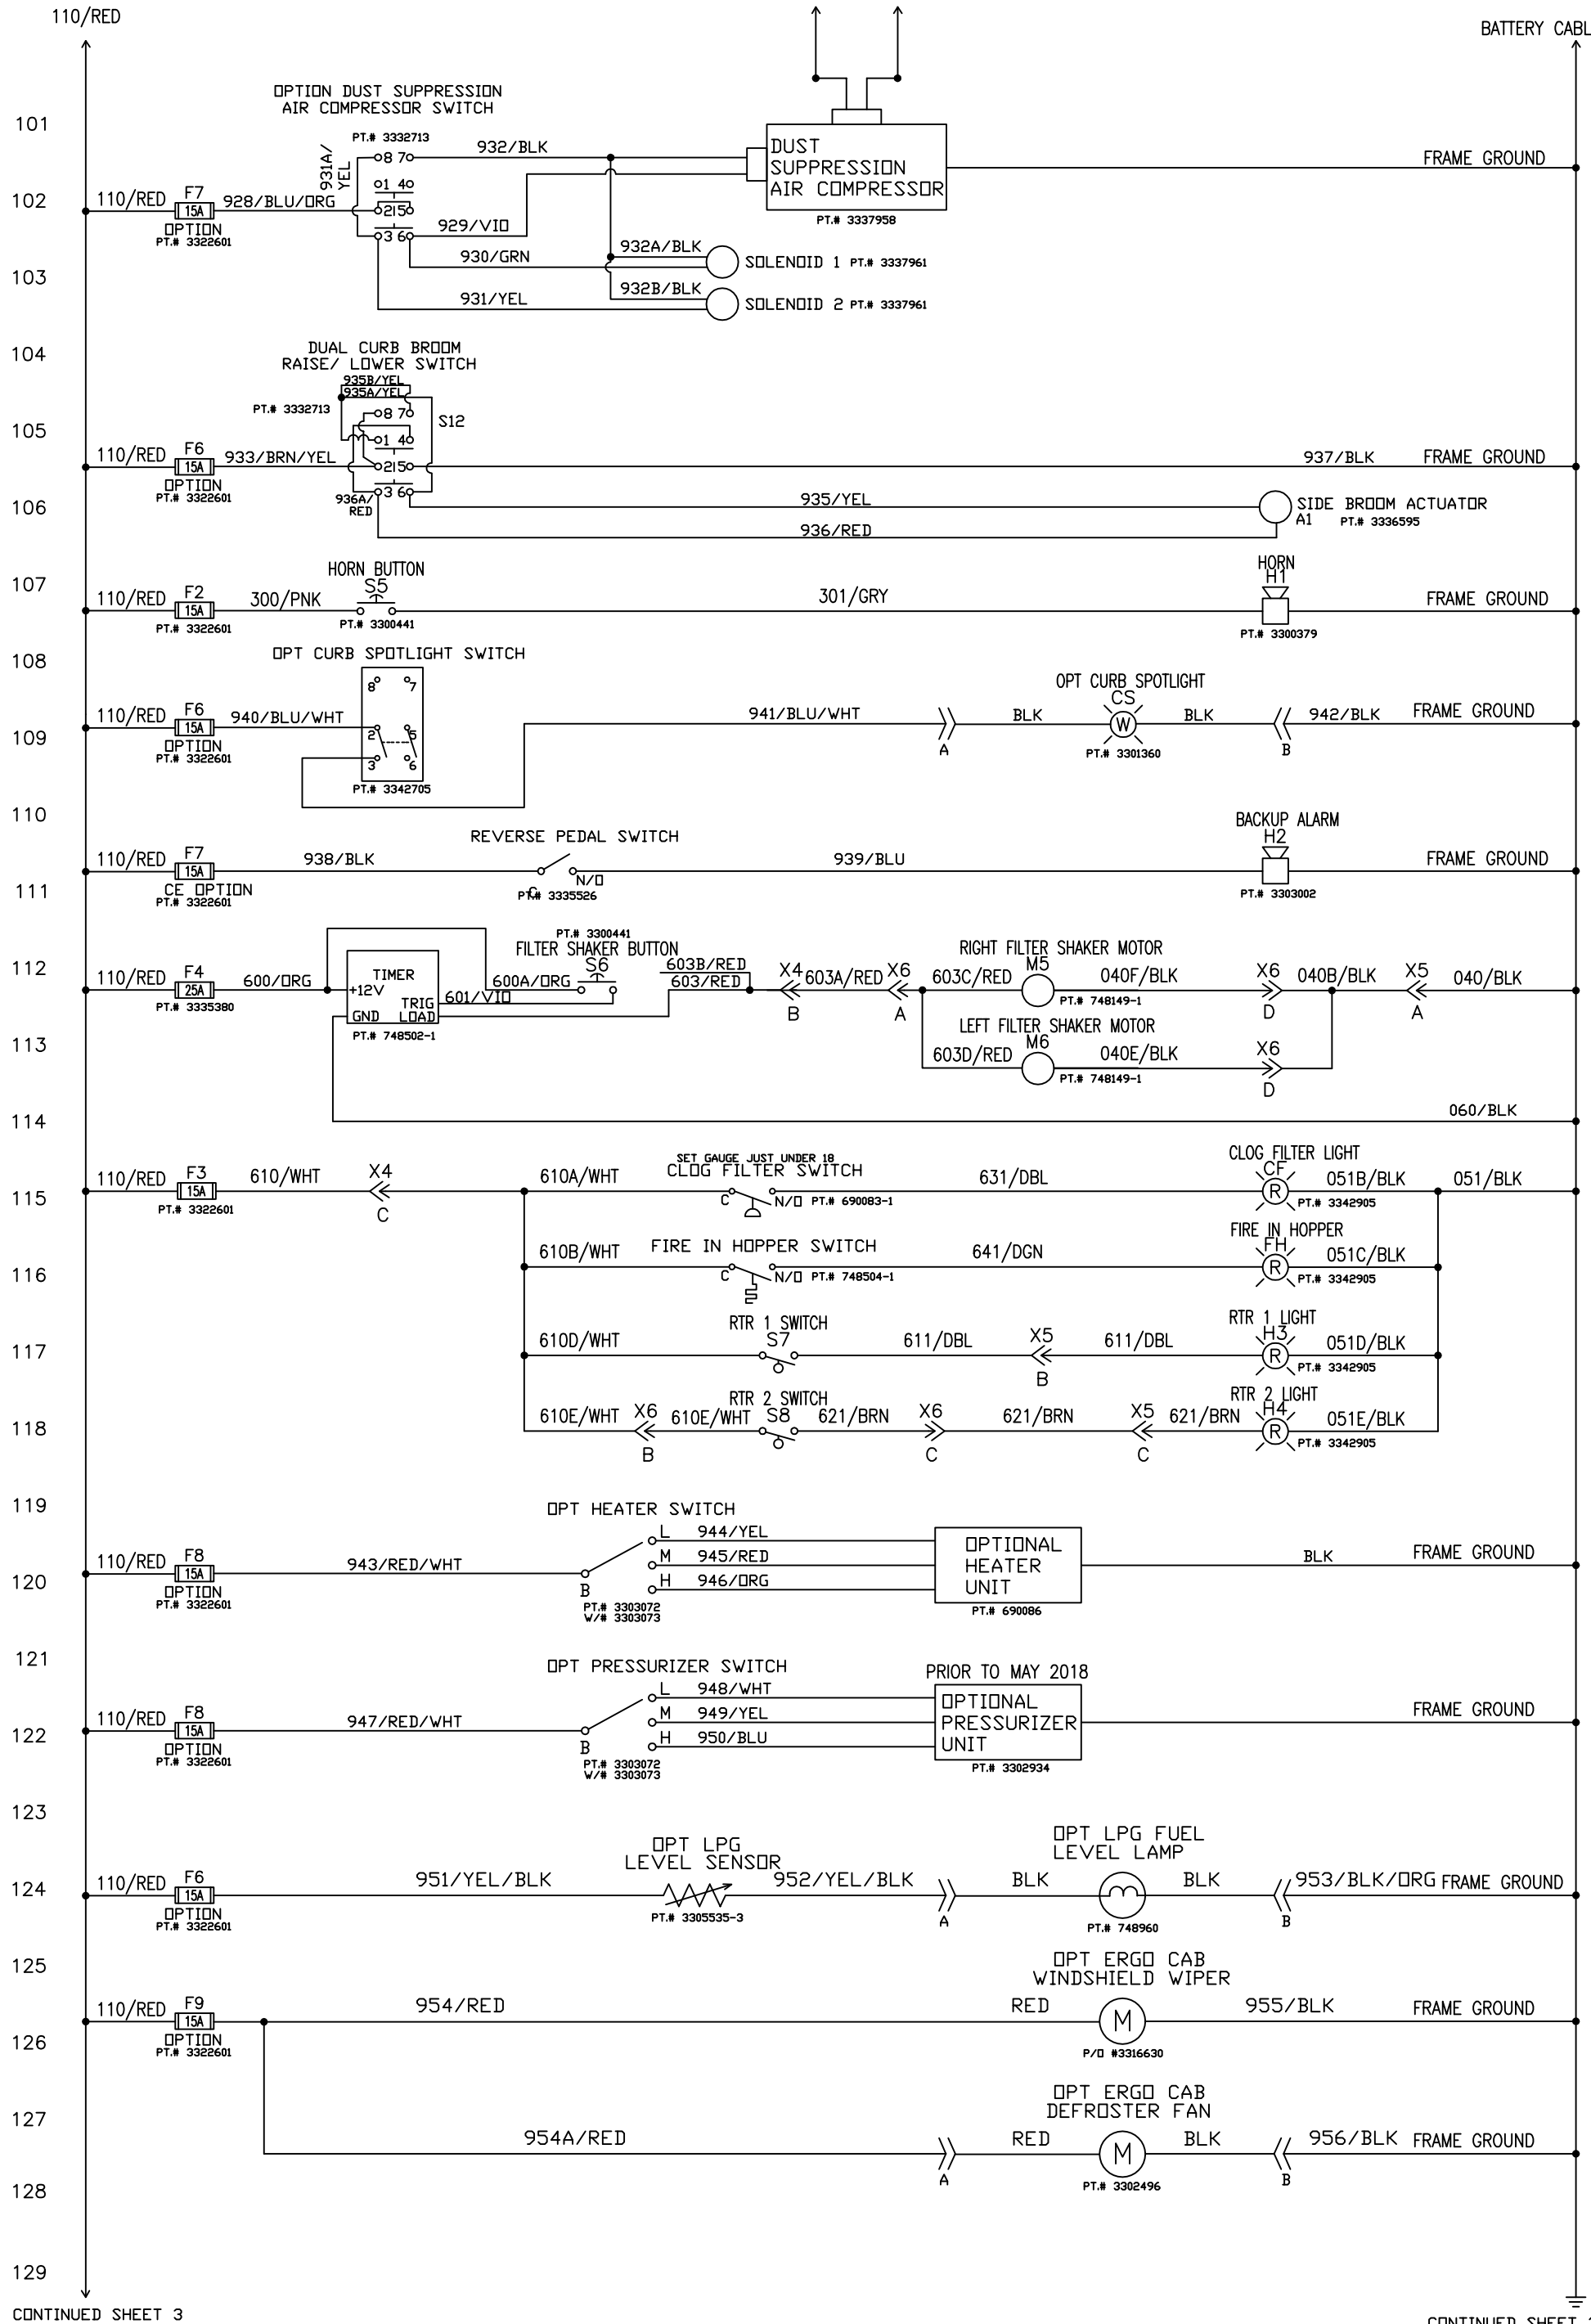 110/RED
BATTERY CABL
OPTION DUST SUPPRESSION
AIR COMPRESSOR SWITCH
101
PT.# 3332713
931A/
YEL
8 7
932/BLK
DUST
SUPPRESSION
AIR COMPRESSOR
PT.# 3337958
FRAME GROUND
1 4
102
110/RED
F7
15A
OPTION
PT.# 3322601
928/BLU/ORG
2 5
3 6
929/VIO
930/GRN
932A/BLK
SOLENOID 1 PT.# 3337961
103
931/YEL
932B/BLK
SOLENOID 2 PT.# 3337961
104
DUAL CURB BROOM
RAISE/ LOWER SWITCH
935B/YEL
935A/YEL
PT.# 3332713
8 7
S12
105
1 4
110/RED
F6
15A
OPTION
PT.# 3322601
933/BRN/YEL
2 5
937/BLK
FRAME GROUND
3 6
936A/
RED
106
935/YEL
SIDE BROOM ACTUATOR
A1 PT.# 3336595
936/RED
107
HORN BUTTON
S5
110/RED
F2
15A
PT.# 3322601
300/PNK
PT.# 3300441
301/GRY
HORN
H1
PT.# 3300379
FRAME GROUND
108
OPT CURB SPOTLIGHT SWITCH
8 7
109
110/RED
F6
15A
OPTION
PT.# 3322601
940/BLU/WHT
2 5
3 6
PT.# 3342705
941/BLU/WHT
A
BLK
OPT CURB SPOTLIGHT
CS
W
PT.# 3301360
BLK
B
942/BLK
FRAME GROUND
110
REVERSE PEDAL SWITCH
BACKUP ALARM
H2
111
110/RED
F7
15A
CE OPTION
PT.# 3322601
938/BLK
C
N/O
PT.# 3335526
939/BLU
PT.# 3303002
FRAME GROUND
112
110/RED
F4
25A
PT.# 3335380
600/ORG
TIMER
+12V
TRIG
GND LOAD
PT.# 748502-1
PT.# 3300441
FILTER SHAKER BUTTON
S6
600A/ORG
601/VIO
603B/RED
603/RED
X4
B
603A/RED
X6
A
603C/RED
RIGHT FILTER SHAKER MOTOR
M5
PT.# 748149-1
040F/BLK
X6
D
040B/BLK
X5
A
040/BLK
113
603D/RED
LEFT FILTER SHAKER MOTOR
M6
PT.# 748149-1
040E/BLK
X6
D
114
060/BLK
115
110/RED
F3
15A
PT.# 3322601
610/WHT
X4
C
610A/WHT
SET GAUGE JUST UNDER 18
CLOG FILTER SWITCH
C
N/O PT.# 690083-1
631/DBL
CLOG FILTER LIGHT
CF
R
PT.# 3342905
051B/BLK
051/BLK
116
610B/WHT
FIRE IN HOPPER SWITCH
C
N/O PT.# 748504-1
641/DGN
FIRE IN HOPPER
FH
R
PT.# 3342905
051C/BLK
117
610D/WHT
RTR 1 SWITCH
S7
611/DBL
X5
B
611/DBL
RTR 1 LIGHT
H3
R
PT.# 3342905
051D/BLK
118
610E/WHT
X6
B
610E/WHT
RTR 2 SWITCH
S8
621/BRN
X6
C
621/BRN
X5
C
621/BRN
RTR 2 LIGHT
H4
R
PT.# 3342905
051E/BLK
119
OPT HEATER SWITCH
120
110/RED
F8
15A
OPTION
PT.# 3322601
943/RED/WHT
B
L 944/YEL
M 945/RED
H 946/ORG
PT.# 3303072
W/# 3303073
OPTIONAL
HEATER
UNIT
PT.# 690086
BLK
FRAME GROUND
121
OPT PRESSURIZER SWITCH
PRIOR TO MAY 2018
122
110/RED
F8
15A
OPTION
PT.# 3322601
947/RED/WHT
B
L 948/WHT
M 949/YEL
H 950/BLU
PT.# 3303072
W/# 3303073
OPTIONAL
PRESSURIZER
UNIT
PT.# 3302934
FRAME GROUND
123
124
110/RED
F6
15A
OPTION
PT.# 3322601
951/YEL/BLK
OPT LPG
LEVEL SENSOR
PT.# 3305535-3
952/YEL/BLK
A
BLK
OPT LPG FUEL
LEVEL LAMP
PT.# 748960
BLK
B
953/BLK/ORG
FRAME GROUND
125
OPT ERGO CAB
WINDSHIELD WIPER
126
110/RED
F9
15A
OPTION
PT.# 3322601
954/RED
RED
M
P/O #3316630
955/BLK
FRAME GROUND
127
OPT ERGO CAB
DEFROSTER FAN
954A/RED
A
RED
M
PT.# 3302496
BLK
B
956/BLK
FRAME GROUND
128
129
CONTINUED SHEET 3
CONTINUED SHEET